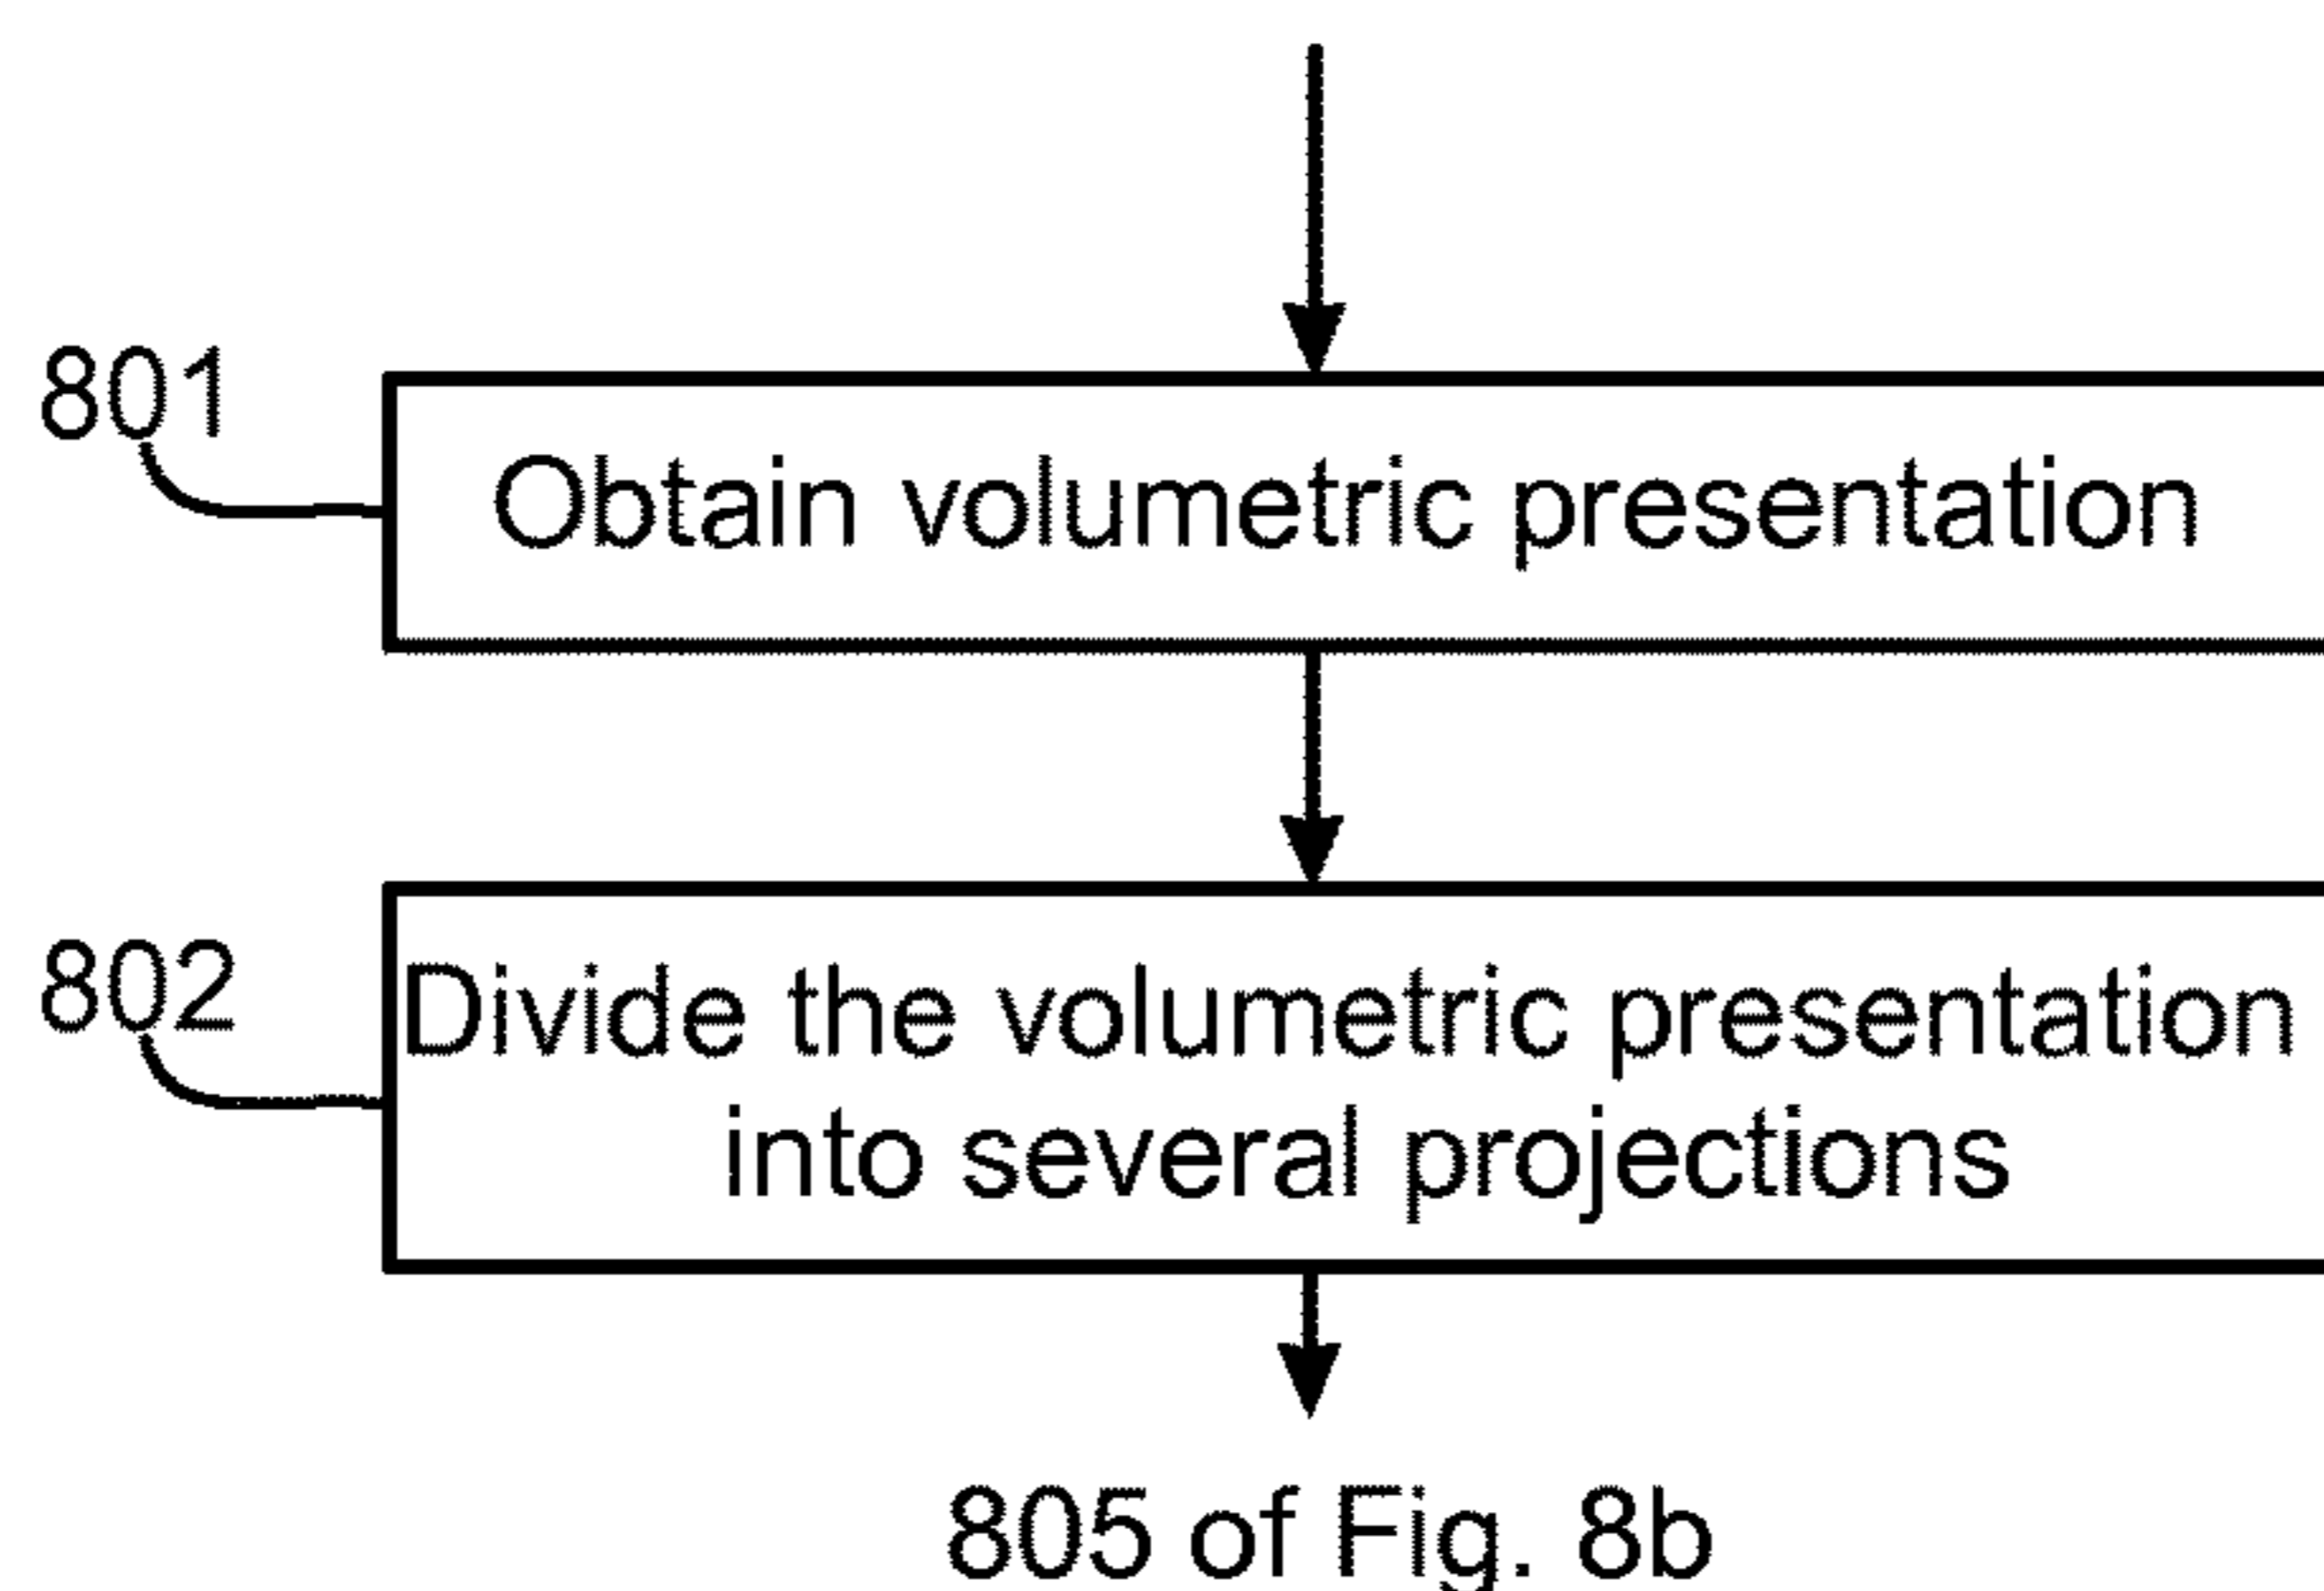 801
Obtain volumetric presentation
802
Divide the volumetric presentation
into several projections
805 of Fig. 8b